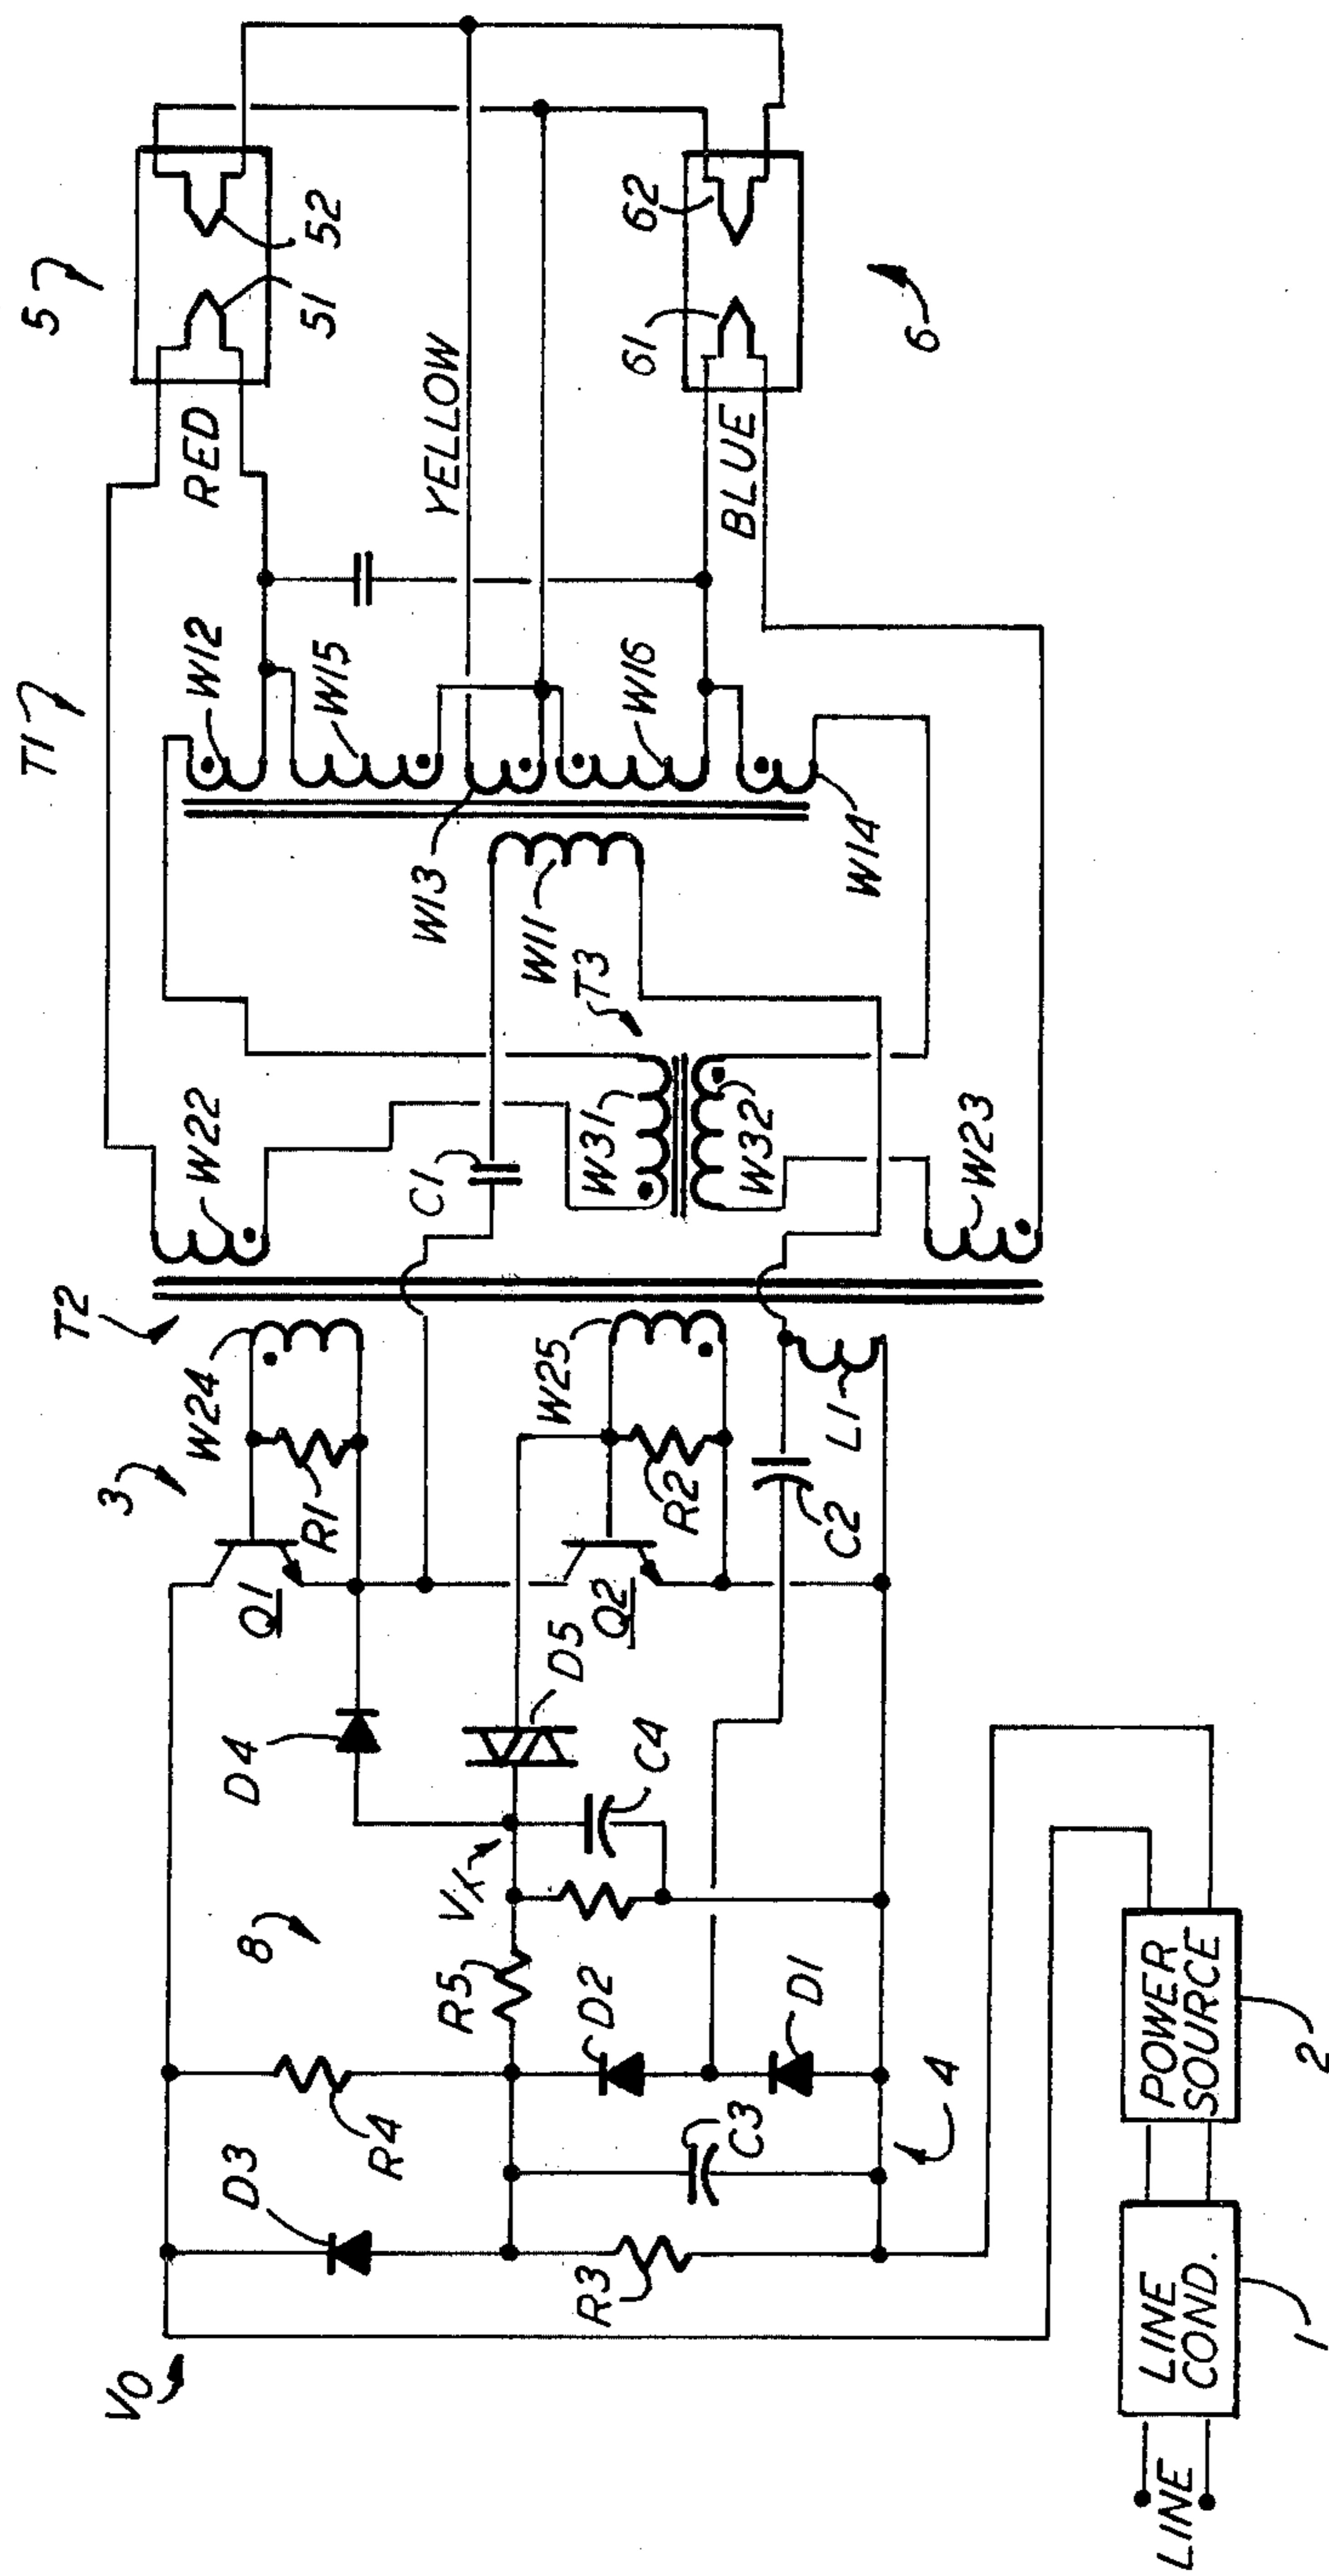 T1
5
T2
3
W22
W12
RED
51
52
W24
W15
Q1
R1
C1
YELLOW
D4
W13
W11
T3
W31
W16
W25
D5
Q2
R2
W32
BLUE
61
62
W14
6
V0
D3
R4
8
R5
VX
C4
D2
D1
C2
L1
W23
R3
C3
4
LINE
LINE
COND.
POWER
SOURCE
1
2